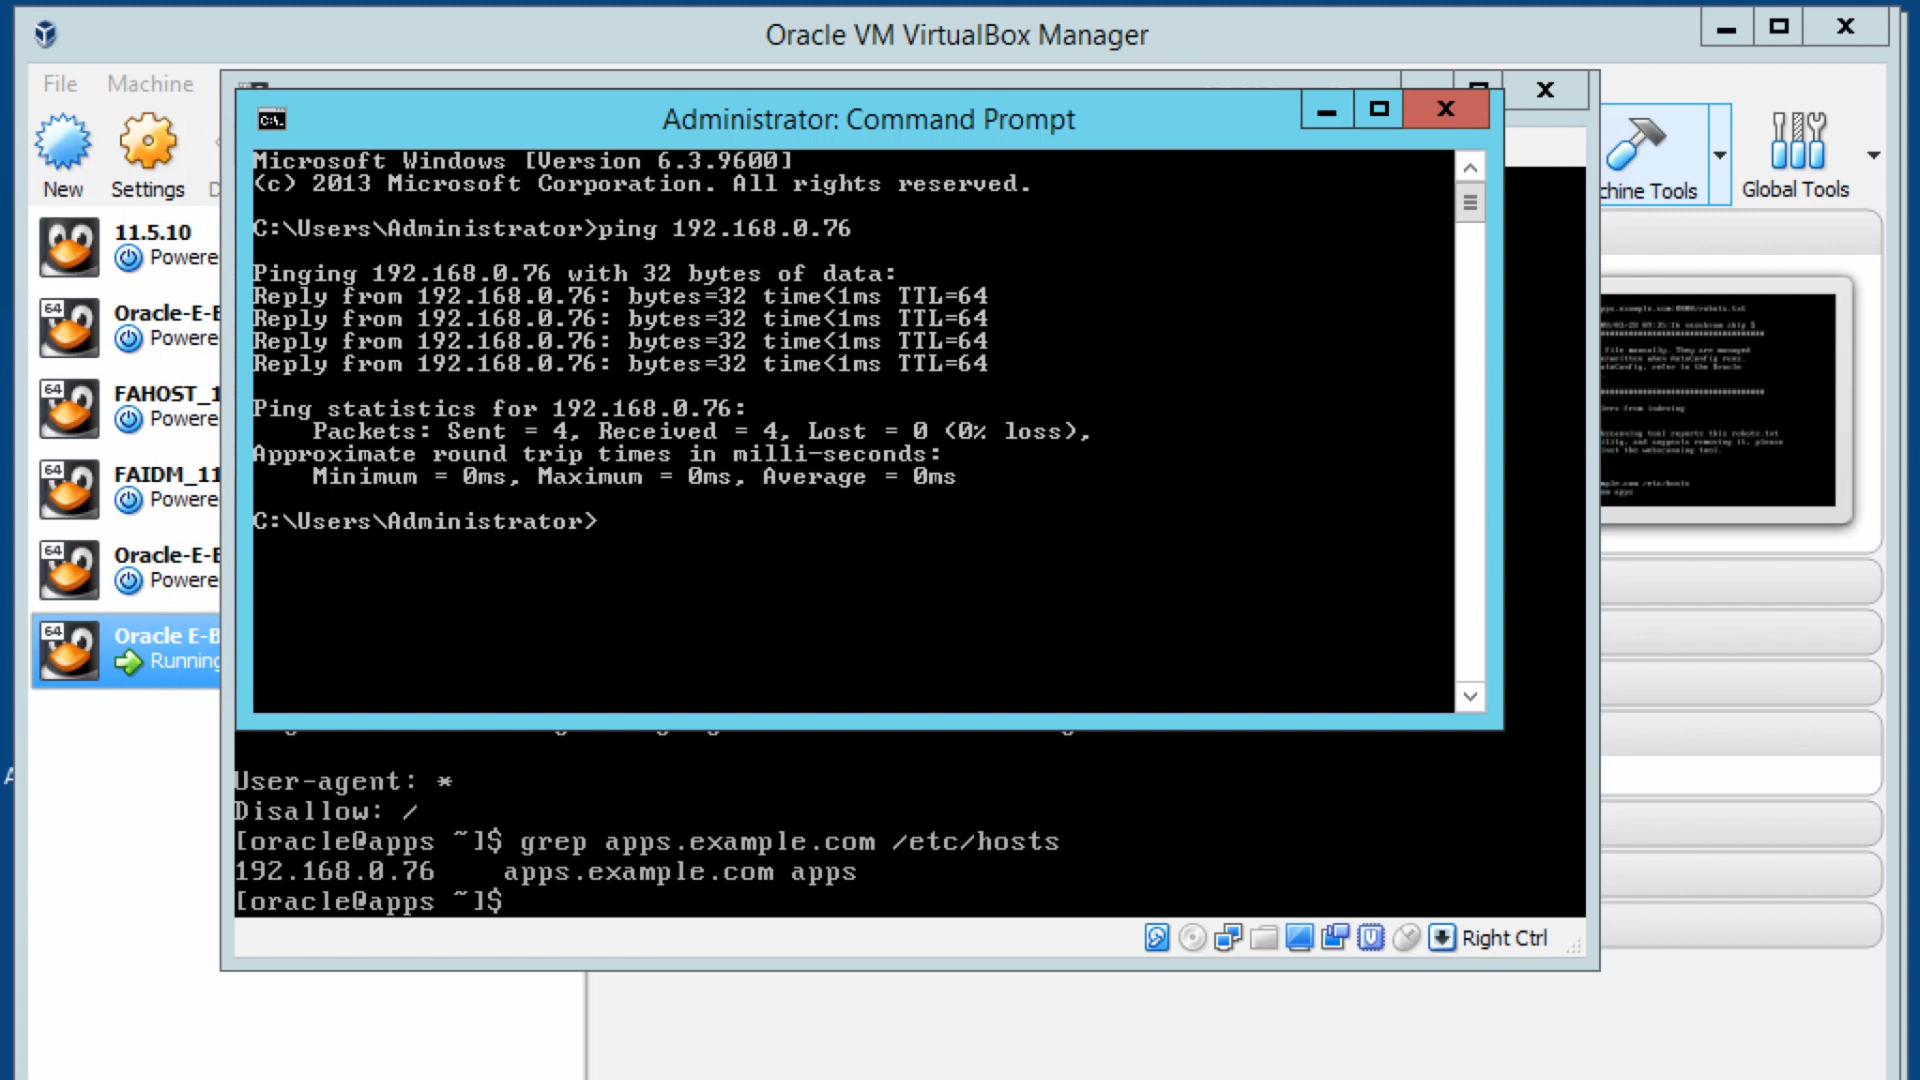 Oracle VM VirtualBox Manager
File Machine
New Settings
chine Tools
Global Tools
11.5.10
Powere
Oracle-E-B
Powere
FAHOST_1
Powere
FAIDM_11
Powere
Oracle-E-B
Powere
Oracle E-B
Running
Administrator: Command Prompt
Microsoft Windows [Version 6.3.9600]
(c) 2013 Microsoft Corporation. All rights reserved.
C:\Users\Administrator>ping 192.168.0.76
Pinging 192.168.0.76 with 32 bytes of data:
Reply from 192.168.0.76: bytes=32 time<1ms TTL=64
Reply from 192.168.0.76: bytes=32 time<1ms TTL=64
Reply from 192.168.0.76: bytes=32 time<1ms TTL=64
Reply from 192.168.0.76: bytes=32 time<1ms TTL=64
Ping statistics for 192.168.0.76:
Packets: Sent = 4, Received = 4, Lost = 0 (0% loss),
Approximate round trip times in milli-seconds:
Minimum = 0ms, Maximum = 0ms, Average = 0ms
C:\Users\Administrator>
User-agent: *
Disallow: /
[oracle@apps ~]$ grep apps.example.com /etc/hosts
192.168.0.76 apps.example.com apps
[oracle@apps ~]$
Right Ctrl